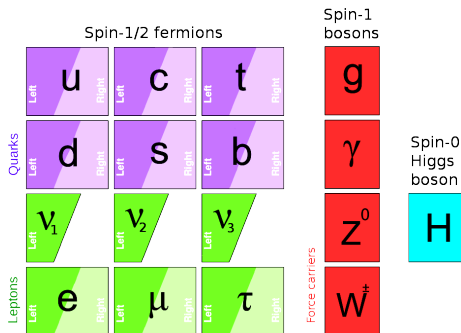 Spin-1/2 fermions
Spin-1
bosons
Spin-0
Higgs
boson
Quarks
Leptons
Force carriers
Left u Right
Left c Right
Left t Right
g
Left d Right
Left s Right
Left b Right
γ
Left ν1
Left ν2
Left ν3
Z0
H
Left e Right
Left μ Right
Left τ Right
W±